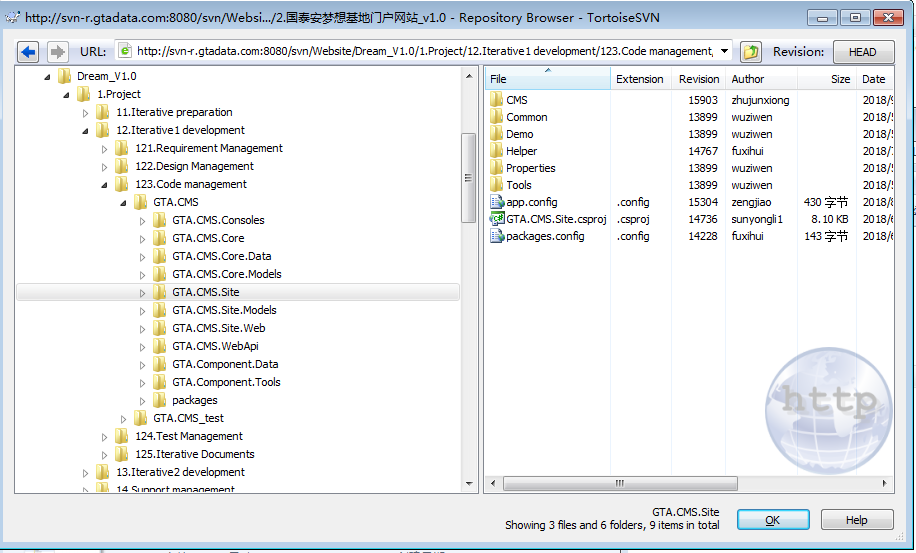 http://svn-r.gtadata.com:8080/svn/Websi.../2.国泰安梦想基地门户网站_v1.0 - Repository Browser - TortoiseSVN
URL: http://svn-r.gtadata.com:8080/svn/Website/Dream_V1.0/1.Project/12.Iterative1 development/123.Code management, Revision: HEAD
Dream_V1.0
1.Project
11.Iterative preparation
12.Iterative1 development
121.Requirement Management
122.Design Management
123.Code management
GTA.CMS
GTA.CMS.Consoles
GTA.CMS.Core
GTA.CMS.Core.Data
GTA.CMS.Core.Models
GTA.CMS.Site
GTA.CMS.Site.Models
GTA.CMS.Site.Web
GTA.CMS.WebApi
GTA.Component.Data
GTA.Component.Tools
packages
GTA.CMS_test
124.Test Management
125.Iterative Documents
13.Iterative2 development
14.Support management
File Extension Revision Author Size Date
CMS 15903 zhujunxiong 2018/9
Common 13899 wuziwen 2018/5
Demo 13899 wuziwen 2018/5
Helper 14767 fuxihui 2018/
Properties 13899 wuziwen 2018/5
Tools 13899 wuziwen 2018/5
app.config .config 15304 zengjiao 430 字节 2018/8
GTA.CMS.Site.csproj .csproj 14736 sunyongli1 8.10 KB 2018/6
packages.config .config 14228 fuxihui 143 字节 2018/6
http
GTA.CMS.Site
Showing 3 files and 6 folders, 9 items in total
OK Help